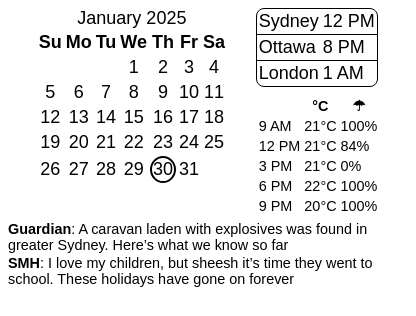 January 2025
Su Mo Tu We Th Fr Sa
1 2 3 4
5 6 7 8 9 10 11
12 13 14 15 16 17 18
19 20 21 22 23 24 25
26 27 28 29 30 31
Sydney 12 PM
Ottawa 8 PM
London 1 AM
°C ☂
9 AM 21°C 100%
12 PM 21°C 84%
3 PM 21°C 0%
6 PM 22°C 100%
9 PM 20°C 100%
Guardian: A caravan laden with explosives was found in
greater Sydney. Here’s what we know so far
SMH: I love my children, but sheesh it’s time they went to
school. These holidays have gone on forever